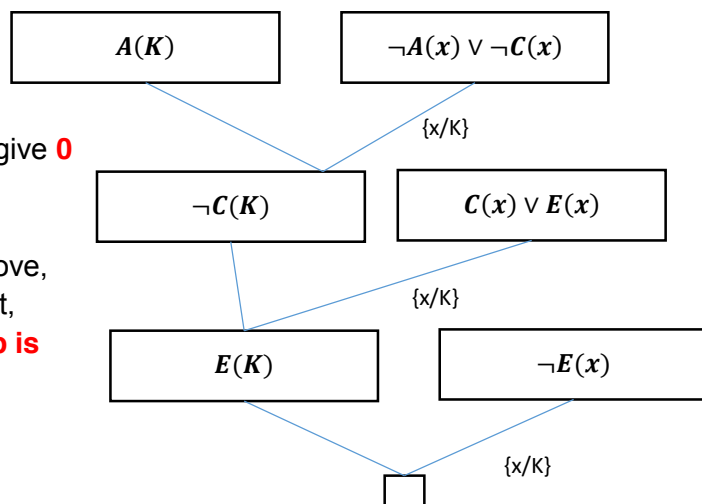 A(K)
¬A(x) ∨ ¬C(x)
{x/K}
give 0
¬C(K)
C(x) ∨ E(x)
ove,
t,
{x/K}
is
E(K)
¬E(x)
{x/K}